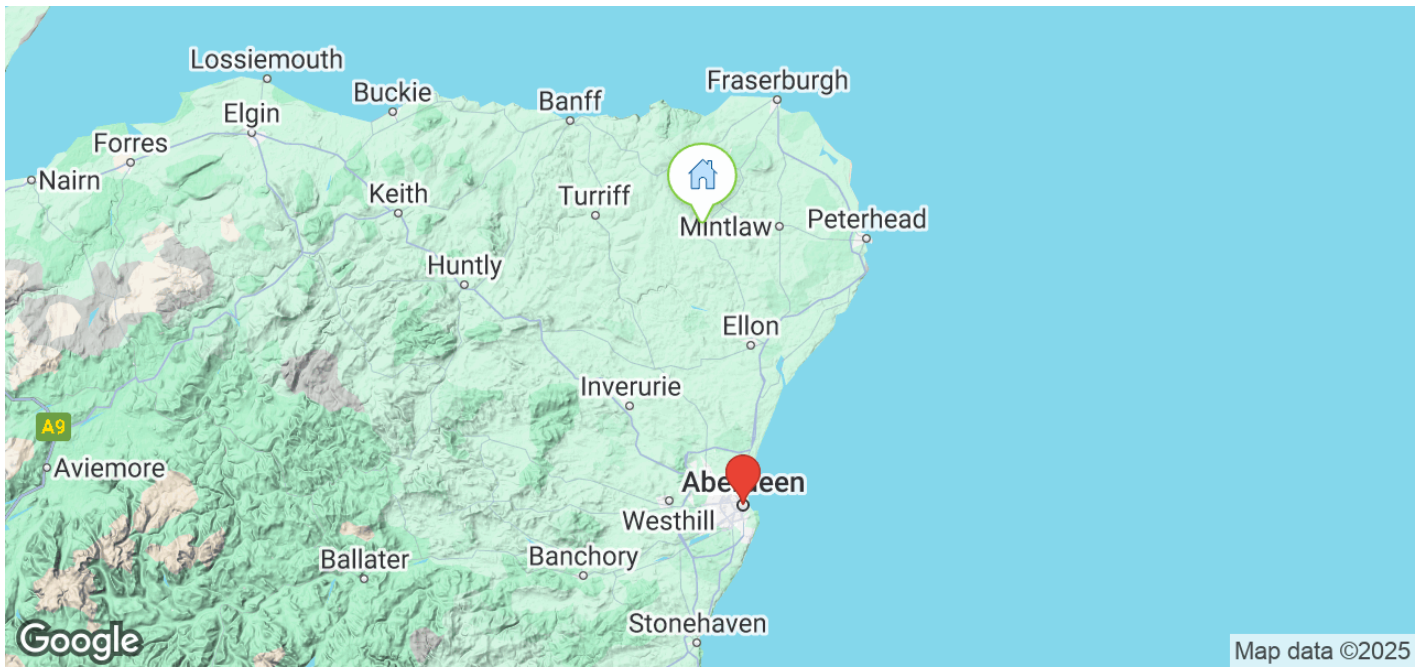 Lossiemouth
Fraserburgh
Buckie
Banff
Elgin
Forres
Nairn
Keith
Turriff
Mintlaw
Peterhead
Huntly
Ellon
Inverurie
A9
Aviemore
Aberdeen
Westhill
Banchory
Ballater
Stonehaven
Google
Map data ©2025